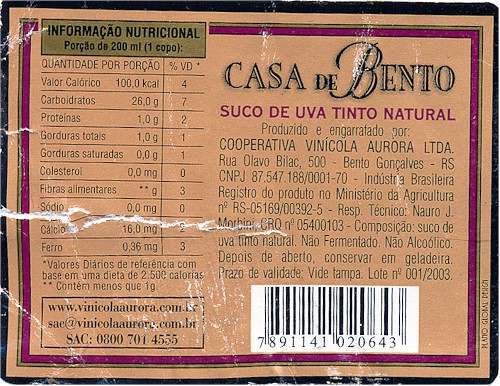 INFORMAÇÃO NUTRICIONAL
Porção de 200 ml (1 copo):
QUANTIDADE POR PORÇÃO % VD *
Valor Calórico 100,0 kcal 4
Carboidratos 26,0 g 7
Proteínas 1,0 g 2
Gorduras totais 1,0 g 1
Gorduras saturadas 0,0 g 1
Colesterol 0,0 mg 0
Fibras alimentares ** g 3
Sódio 0,0 mg 0
Cálcio 16,0 mg 2
Ferro 0,36 mg 3
*Valores Diários de referência com
base em uma dieta de 2.500 calorias
** Contém menos que 1g
www.vinicolaaurora.com.br
sac@vinicolaaurora.com.br
SAC: 0800 701 4555
CASA DE BENTO
SUCO DE UVA TINTO NATURAL
Produzido e engarrafado por:
COOPERATIVA VINÍCOLA AURORA LTDA.
Rua Olavo Bilac, 500 - Bento Gonçalves - RS
CNPJ 87.547.188/0001-70 - Indústria Brasileira
Registro do produto no Ministério da Agricultura
nº RS-05169/00392-5 - Resp. Técnico: Nauro J.
Morbini, CRQ nº 05400103 - Composição: suco de
uva tinto natural. Não Fermentado. Não Alcoólico.
Depois de aberto, conservar em geladeira.
Prazo de validade: Vide tampa. Lote nº 001/2003.
7 891141 020643